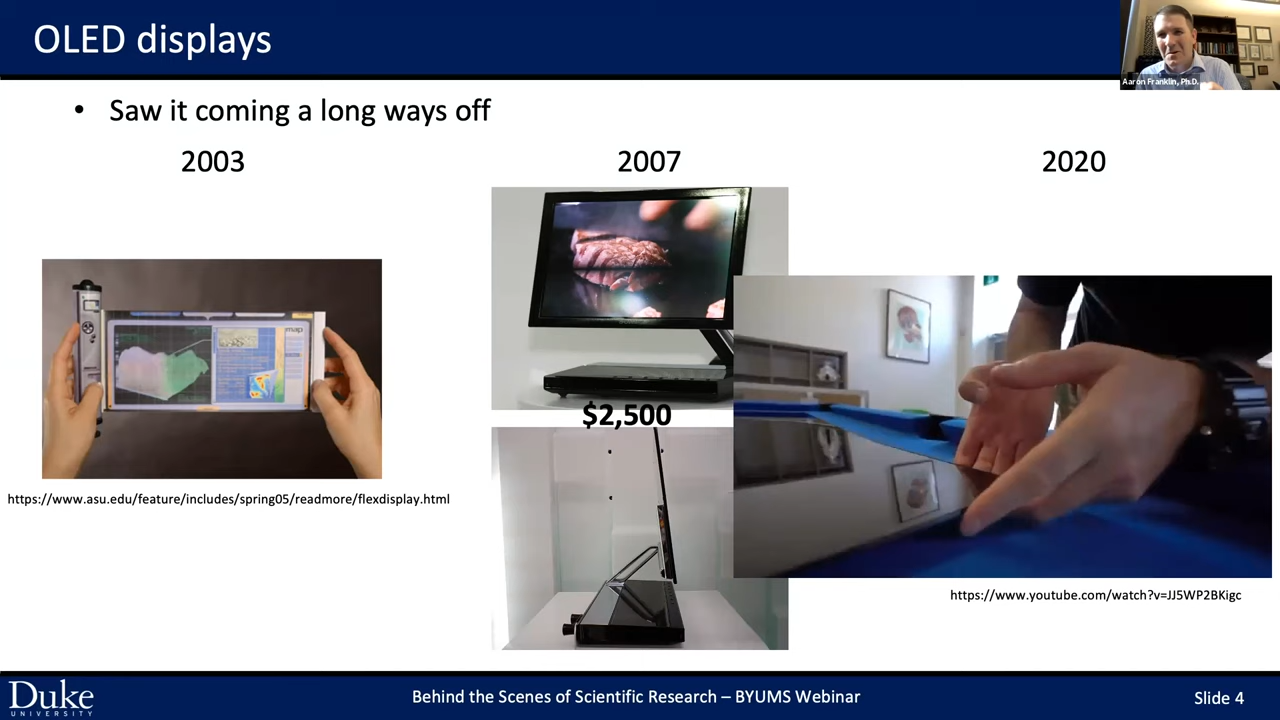 OLED displays
Aaron Franklin, Ph.D.
• Saw it coming a long ways off
2003
2007
2020
map
$2,500
https://www.asu.edu/feature/includes/spring05/readmore/flexdisplay.html
https://www.youtube.com/watch?v=JJ5WP2BKigc
Duke
UNIVERSITY
Behind the Scenes of Scientific Research – BYUMS Webinar
Slide 4